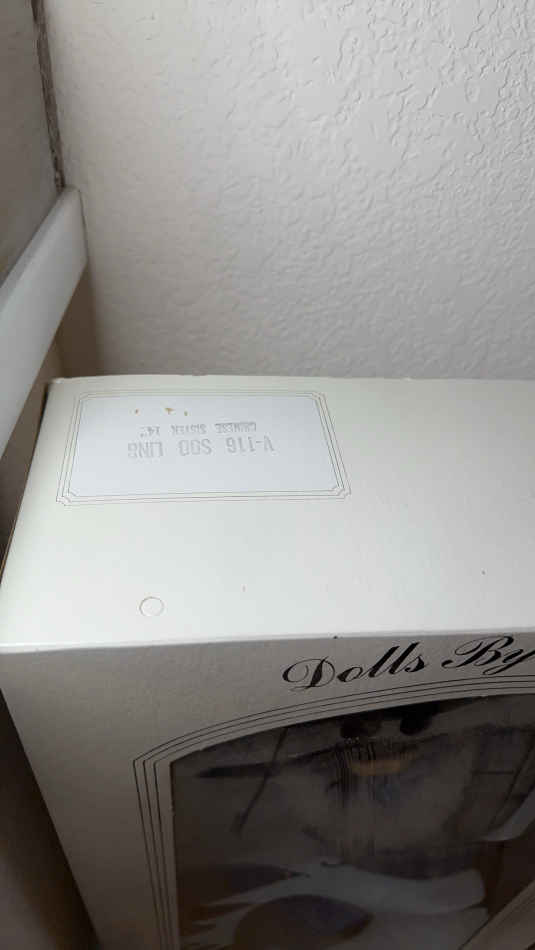 V-116 SOO LING
CHINESE SISTER 14"
Dolls By